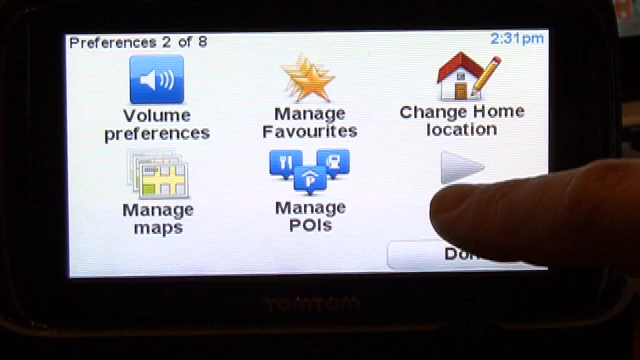 Preferences 2 of 8
2:31pm
Volume
preferences
Manage
Favourites
Change Home
location
P
Manage
maps
Manage
POIs
TOMTOM